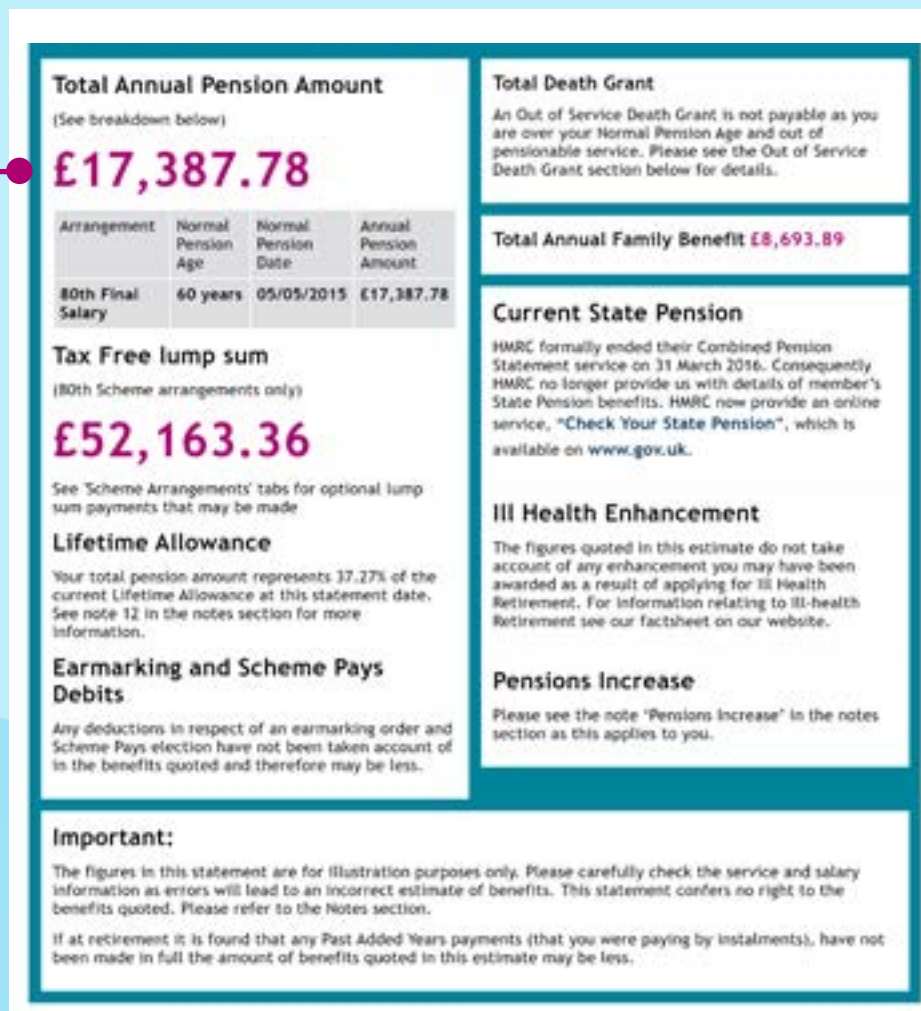 Total Annual Pension Amount
(See breakdown below)
£17,387.78
Arrangement Normal Pension Age Normal Pension Date Annual Pension Amount
80th Final Salary 60 years 05/05/2015 £17,387.78
Tax Free lump sum
(80th Scheme arrangements only)
£52,163.36
See 'Scheme Arrangements' tabs for optional lump
sum payments that may be made
Lifetime Allowance
Your total pension amount represents 37.27% of the
current Lifetime Allowance at this statement date.
See note 12 in the notes section for more
information.
Earmarking and Scheme Pays
Debits
Any deductions in respect of an earmarking order and
Scheme Pays election have not been taken account of
in the benefits quoted and therefore may be less.
Total Death Grant
An Out of Service Death Grant is not payable as you
are over your Normal Pension Age and out of
pensionable service. Please see the Out of Service
Death Grant section below for details.
Total Annual Family Benefit £8,693.89
Current State Pension
HMRC formally ended their Combined Pension
Statement service on 31 March 2016. Consequently
HMRC no longer provide us with details of member's
State Pension benefits. HMRC now provide an online
service, "Check Your State Pension", which is
available on www.gov.uk.
Ill Health Enhancement
The figures quoted in this estimate do not take
account of any enhancement you may have been
awarded as a result of applying for Ill Health
Retirement. For information relating to Ill-health
Retirement see our factsheet on our website.
Pensions Increase
Please see the note "Pensions Increase" in the notes
section as this applies to you.
Important:
The figures in this statement are for illustration purposes only. Please carefully check the service and salary
information as errors will lead to an incorrect estimate of benefits. This statement confers no right to the
benefits quoted. Please refer to the Notes section.
If at retirement it is found that any Past Added Years payments (that you were paying by instalments), have not
been made in full the amount of benefits quoted in this estimate may be less.